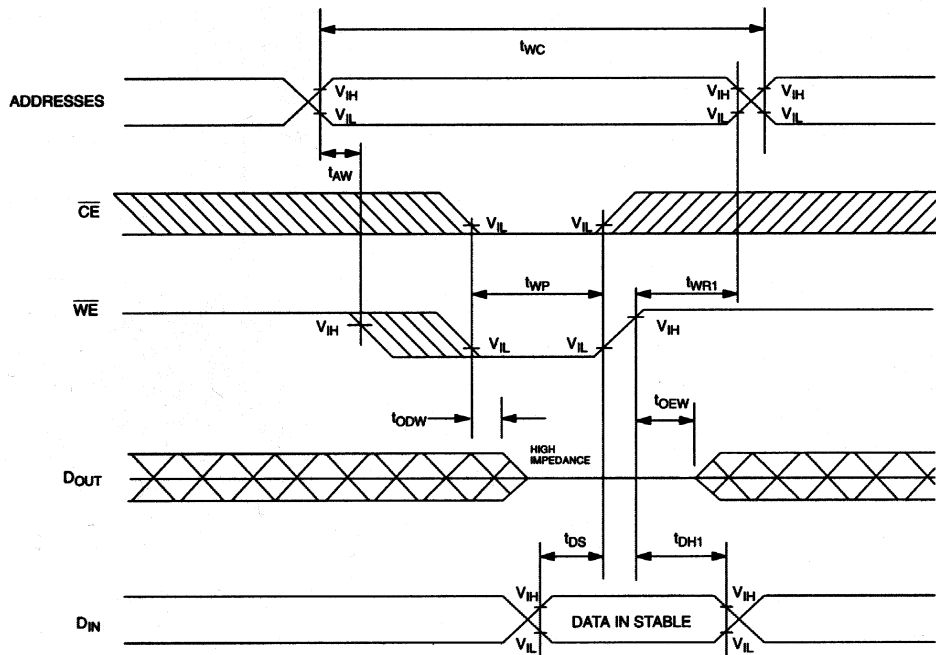 tWC
ADDRESSES
VIH VIH VIH
VIL VIL VIL
tAW
CE
VIL VIL
tWP tWR1
WE
VIH VIH
VIL VIL
tODW tOEW
HIGH
IMPEDANCE
DOUT
tDS tDH1
VIH VIH
DIN DATA IN STABLE
VIL VIL